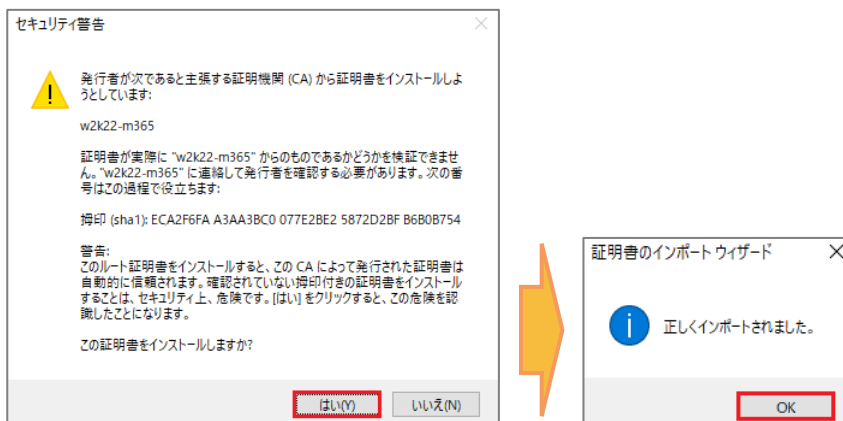 セキュリティ警告
発行者が次であると主張する証明機関 (CA) から証明書をインストールしよ
うとしています:
w2k22-m365
証明書が実際に "w2k22-m365" からのものであるかどうかを検証できませ
ん。"w2k22-m365" に連絡して発行者を確認する必要があります。次の番
号はこの過程で役立ちます:
拇印 (sha1): ECA2F6FA A3AA3BC0 077E2BE2 5872D2BF B6B0B754
警告:
このルート証明書をインストールすると、この CA によって発行された証明書は
自動的に信頼されます。確認されていない拇印付きの証明書をインストール
することは、セキュリティ上、危険です。[はい] をクリックすると、この危険を認
識したことになります。
この証明書をインストールしますか?
はい(Y)
いいえ(N)
証明書のインポート ウィザード
正しくインポートされました。
OK